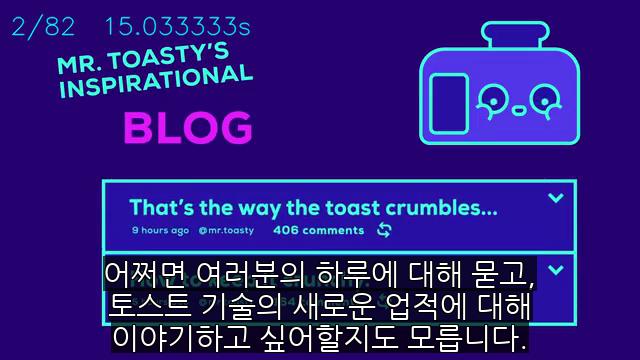 2/82 15.033333s
MR. TOASTY'S
INSPIRATIONAL
BLOG
That's the way the toast crumbles...
9 hours ago @mr.toasty 406 comments
어쩌면 여러분의 하루에 대해 묻고,
토스트 기술의 새로운 업적에 대해
이야기하고 싶어할지도 모릅니다.